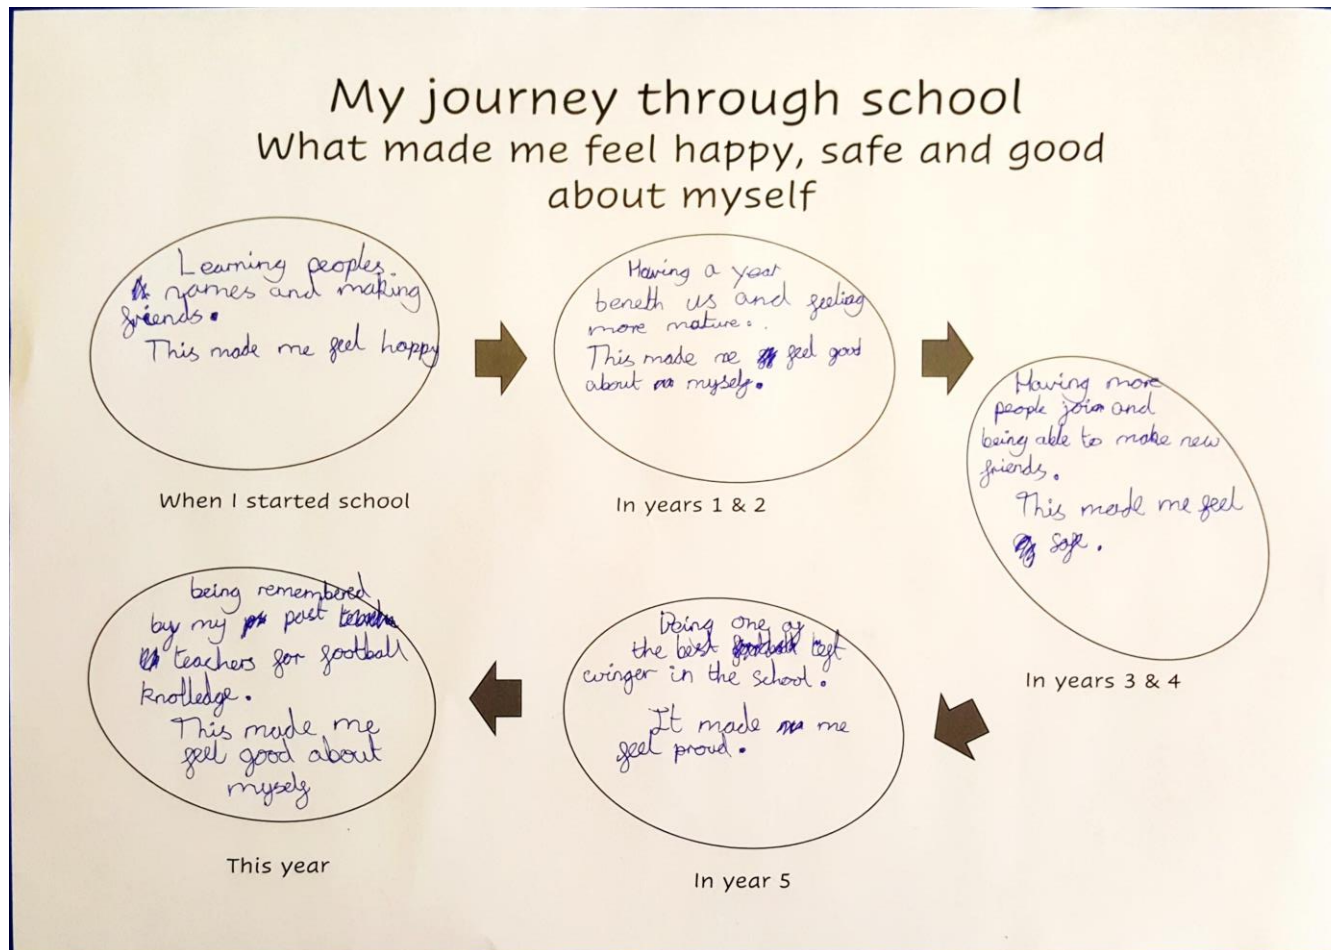 My journey through school
What made me feel happy, safe and good
about myself
Learning peoples
names and making
friends.
This made me feel happy
When I started school
Having a year
beneth us and feeling
more mature.
This made me feel good
about myself.
In years 1 & 2
Having more
people join and
being able to make new
friends.
This made me feel
safe.
In years 3 & 4
Being one of
the best left
winger in the school.
It made me
feel proud.
In year 5
being remembered
by my past
teachers for football
knolledge.
This made me
feel good about
myself
This year